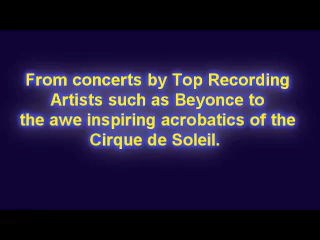 From concerts by Top Recording
Artists such as Beyonce to
the awe inspiring acrobatics of the
Cirque de Soleil.